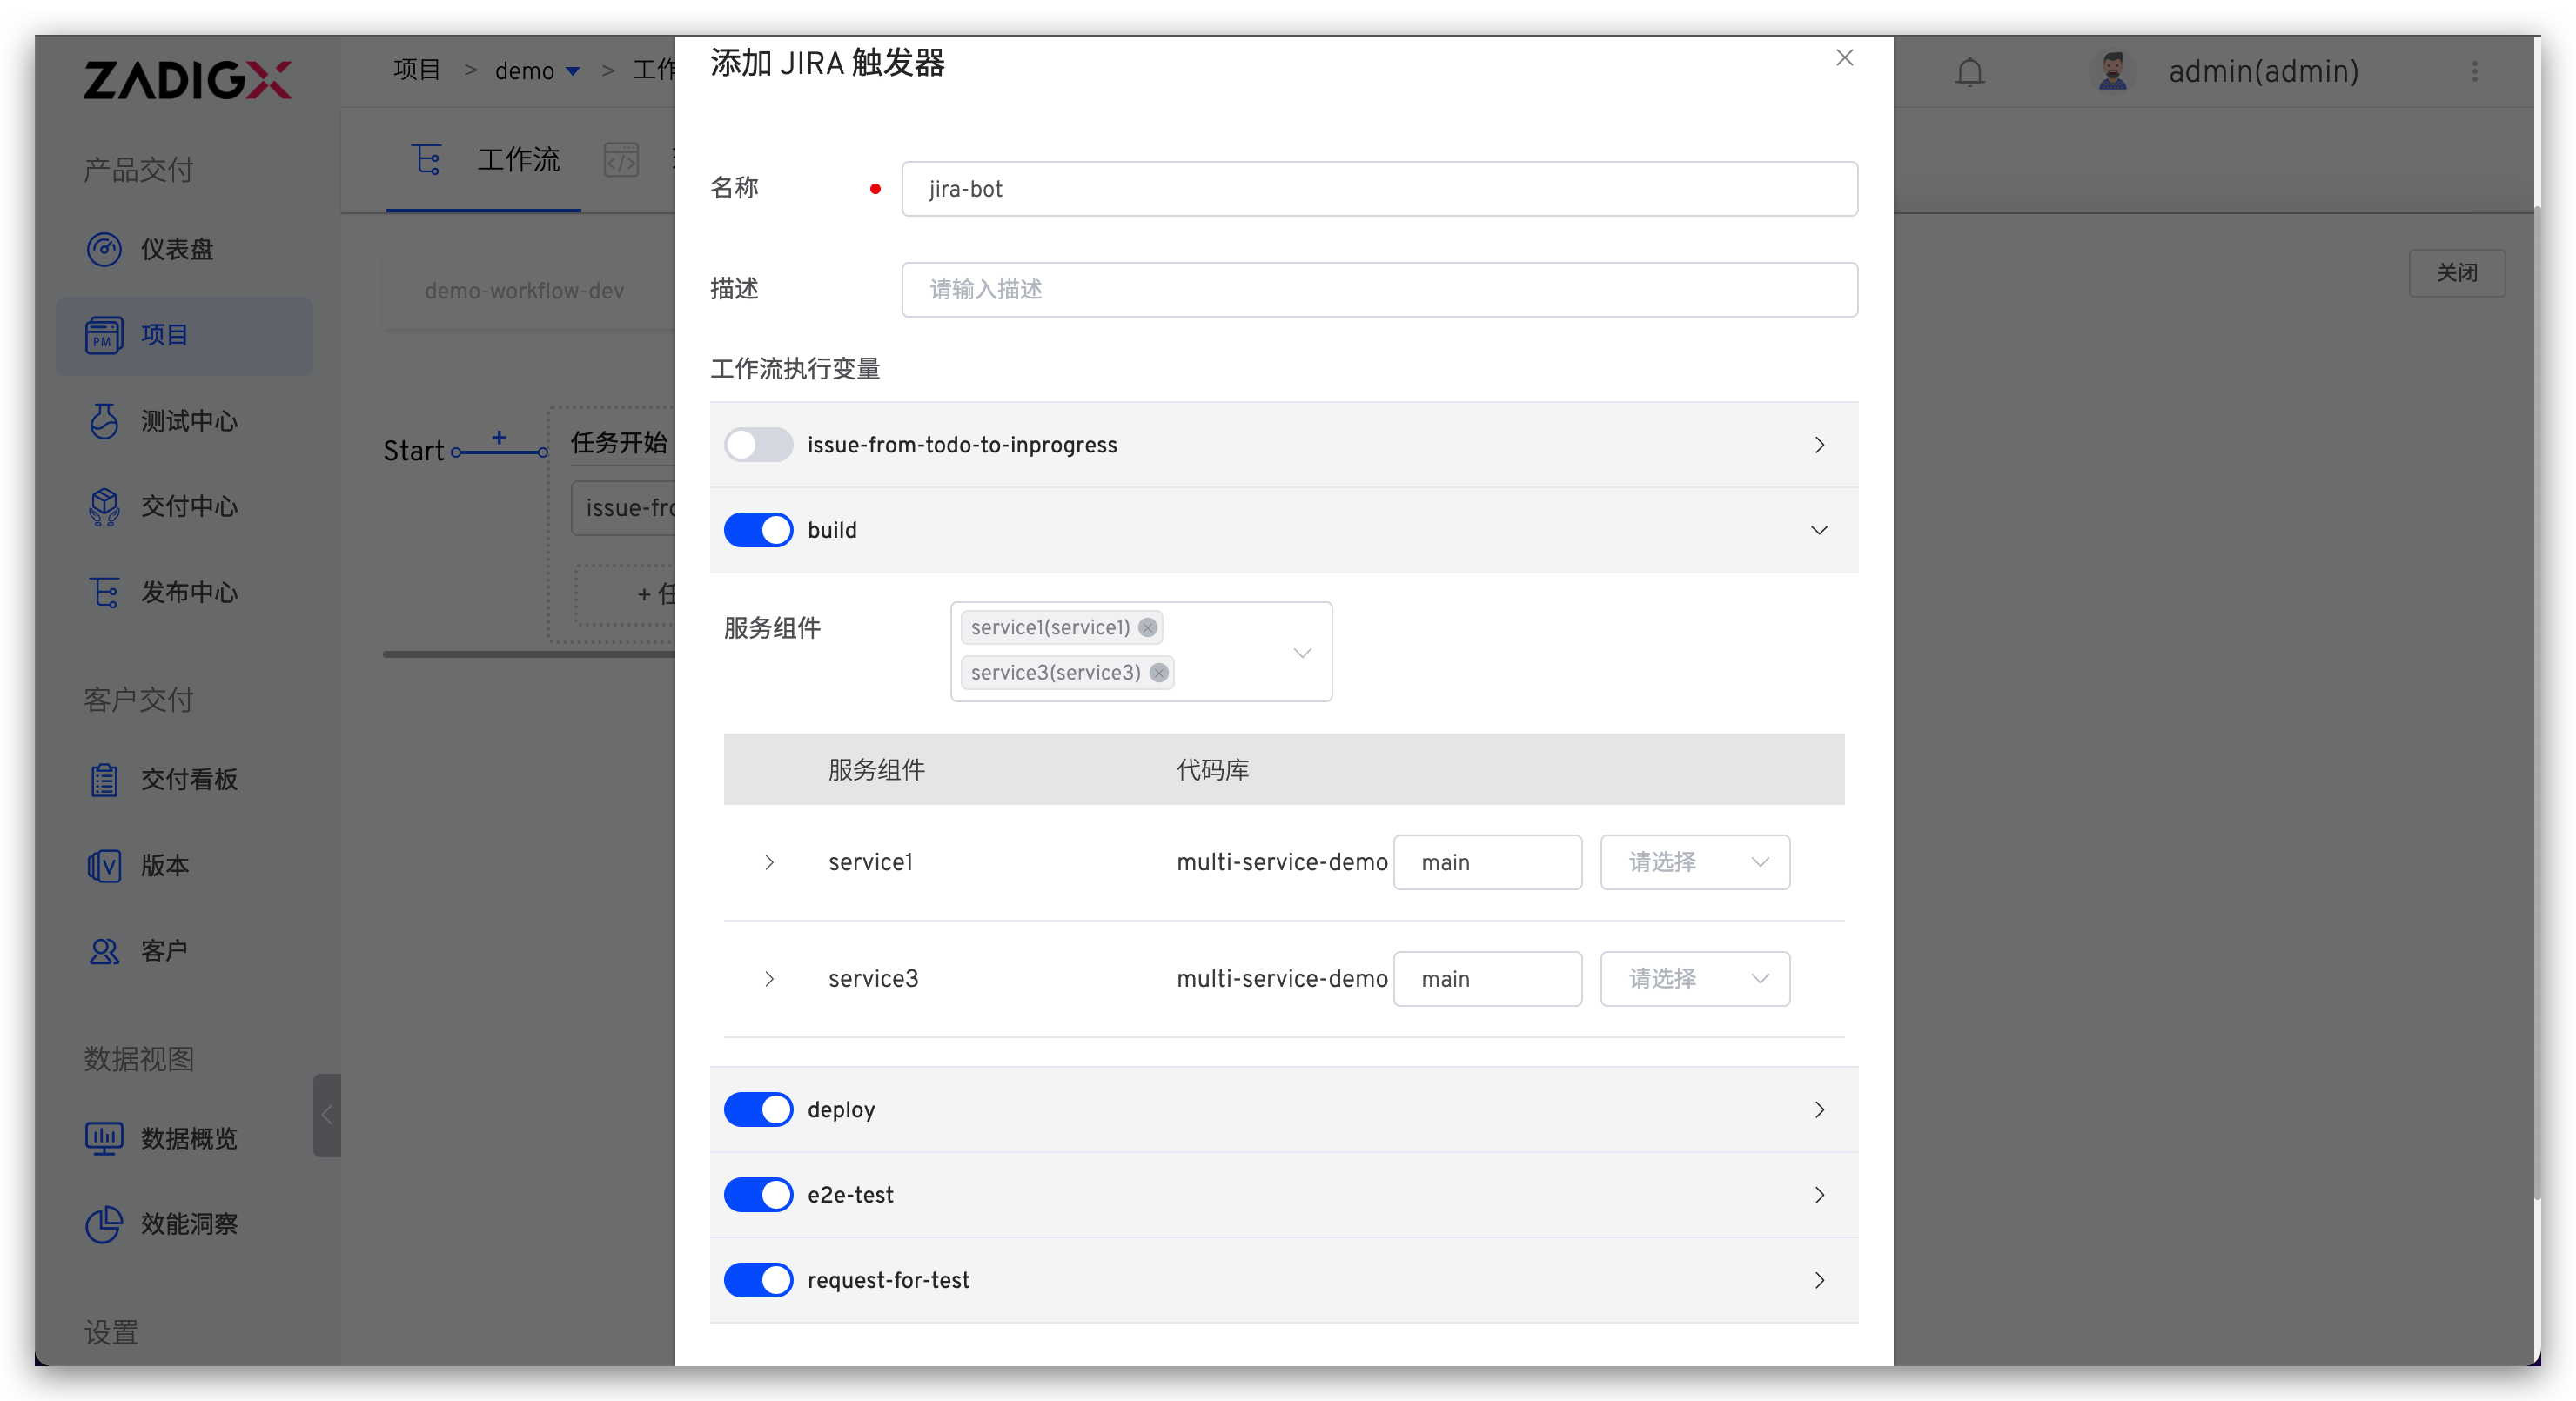 ZADIGX
产品交付
仪表盘
项目
测试中心
交付中心
发布中心
客户交付
交付看板
版本
客户
数据视图
数据概览
效能洞察
设置
项目 > demo > 工作
admin(admin)
工作流
demo-workflow-dev
关闭
Start
任务开始
issue-fro
+ 任
添加 JIRA 触发器
名称
jira-bot
描述
请输入描述
工作流执行变量
issue-from-todo-to-inprogress
build
服务组件
service1(service1)
service3(service3)
服务组件 代码库
service1 multi-service-demo main 请选择
service3 multi-service-demo main 请选择
deploy
e2e-test
request-for-test